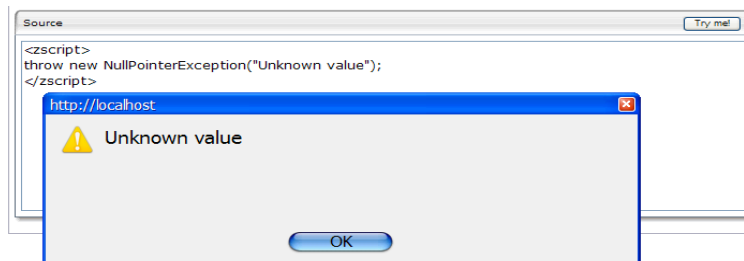 Source
Try me!
<zscript>
throw new NullPointerException("Unknown value");
</zscript>
http://localhost
Unknown value
OK